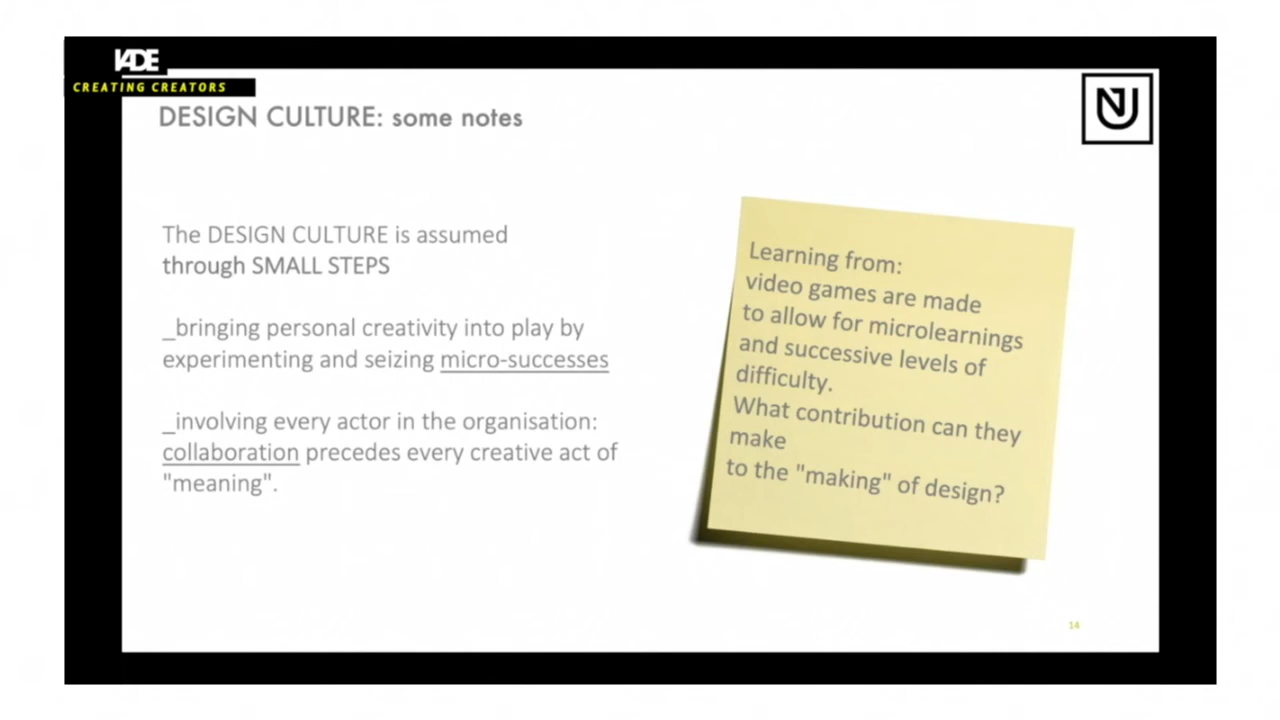 IADE
CREATING CREATORS
DESIGN CULTURE: some notes
The DESIGN CULTURE is assumed
through SMALL STEPS
_bringing personal creativity into play by
experimenting and seizing micro-successes
_involving every actor in the organisation:
collaboration precedes every creative act of
"meaning".
Learning from:
video games are made
to allow for microlearnings
and successive levels of
difficulty.
What contribution can they
make
to the "making" of design?
14